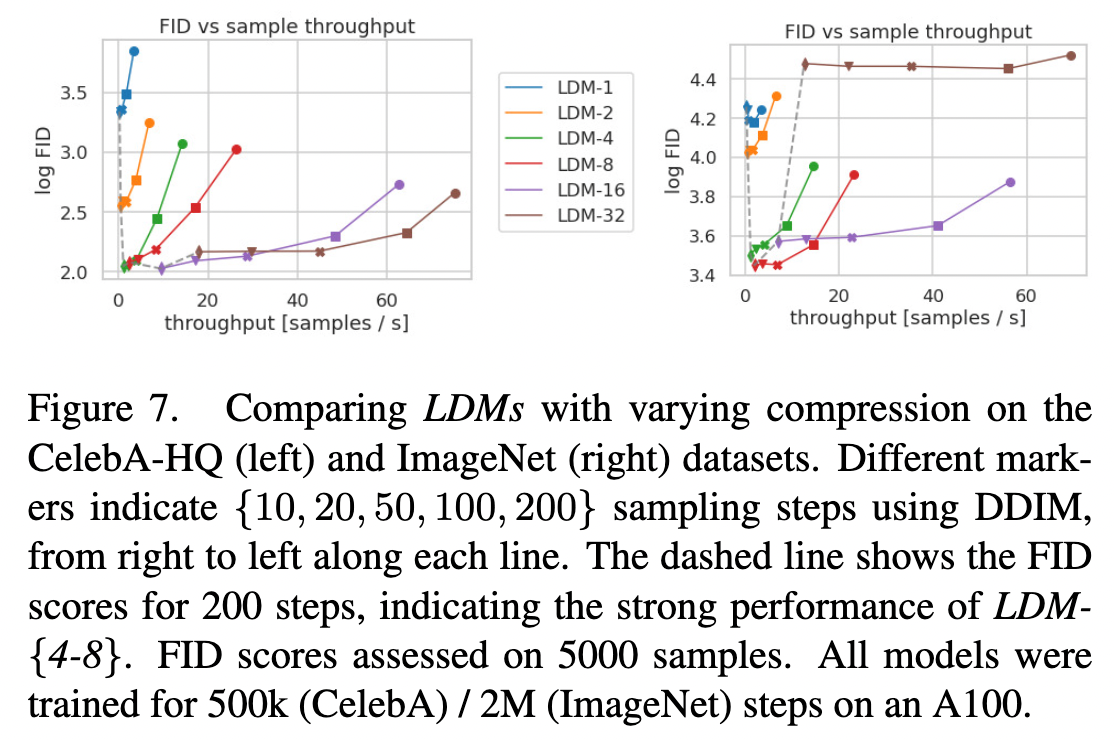 FID vs sample throughput
3.5
3.0
2.5
2.0
log FID
0 20 40 60
throughput [samples / s]
LDM-1
LDM-2
LDM-4
LDM-8
LDM-16
LDM-32
FID vs sample throughput
4.4
4.2
4.0
3.8
3.6
3.4
log FID
0 20 40 60
throughput [samples / s]
Figure 7. Comparing LDMs with varying compression on the
CelebA-HQ (left) and ImageNet (right) datasets. Different mark-
ers indicate {10, 20, 50, 100, 200} sampling steps using DDIM,
from right to left along each line. The dashed line shows the FID
scores for 200 steps, indicating the strong performance of LDM-
{4-8}. FID scores assessed on 5000 samples. All models were
trained for 500k (CelebA) / 2M (ImageNet) steps on an A100.